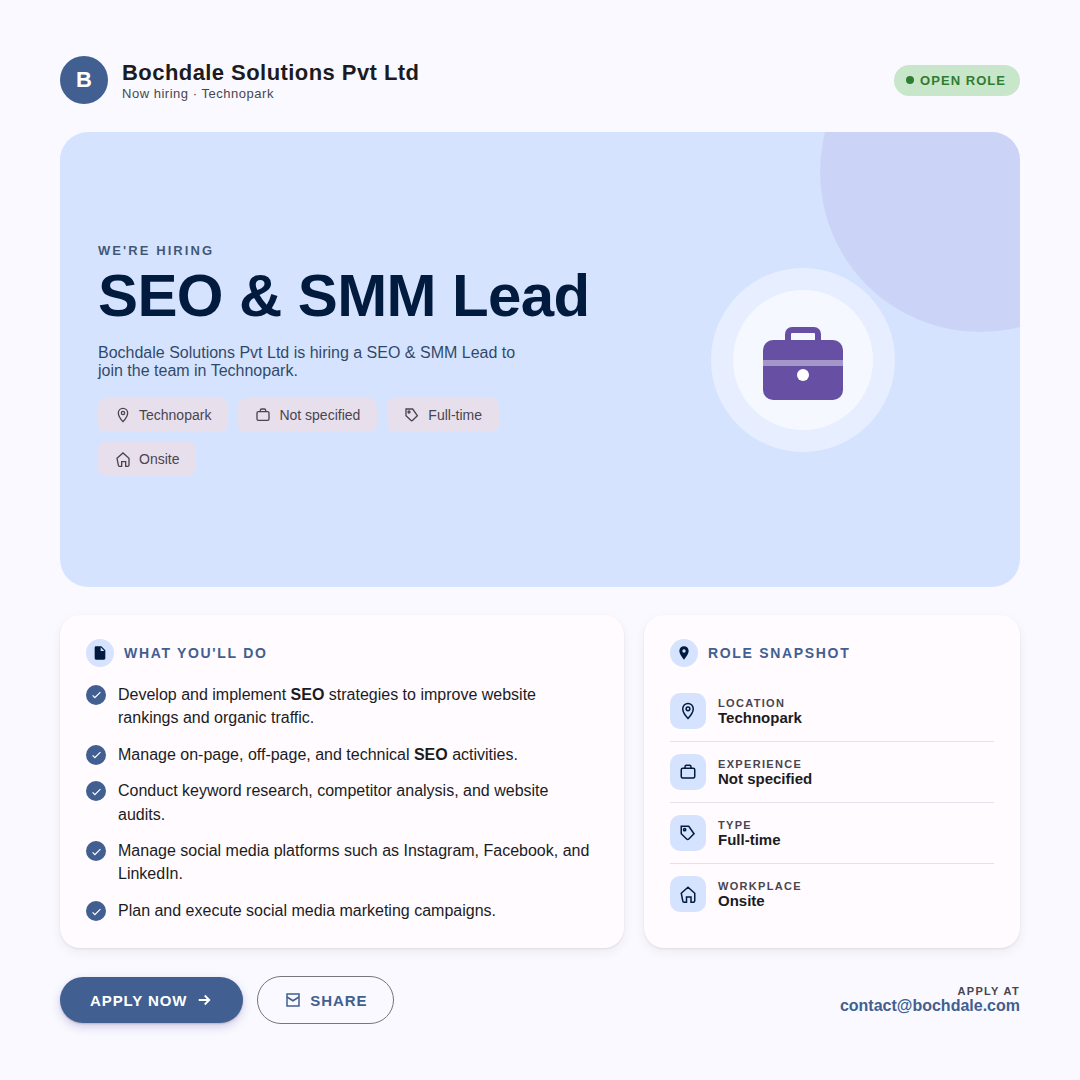 B
Bochdale Solutions Pvt Ltd
Now hiring · Technopark
OPEN ROLE
WE'RE HIRING
SEO & SMM Lead
Bochdale Solutions Pvt Ltd is hiring a SEO & SMM Lead to
join the team in Technopark.
Technopark
Not specified
Full-time
Onsite
WHAT YOU'LL DO
Develop and implement SEO strategies to improve website
rankings and organic traffic.
Manage on-page, off-page, and technical SEO activities.
Conduct keyword research, competitor analysis, and website
audits.
Manage social media platforms such as Instagram, Facebook, and
LinkedIn.
Plan and execute social media marketing campaigns.
ROLE SNAPSHOT
LOCATION
Technopark
EXPERIENCE
Not specified
TYPE
Full-time
WORKPLACE
Onsite
APPLY NOW
SHARE
APPLY AT
contact@bochdale.com